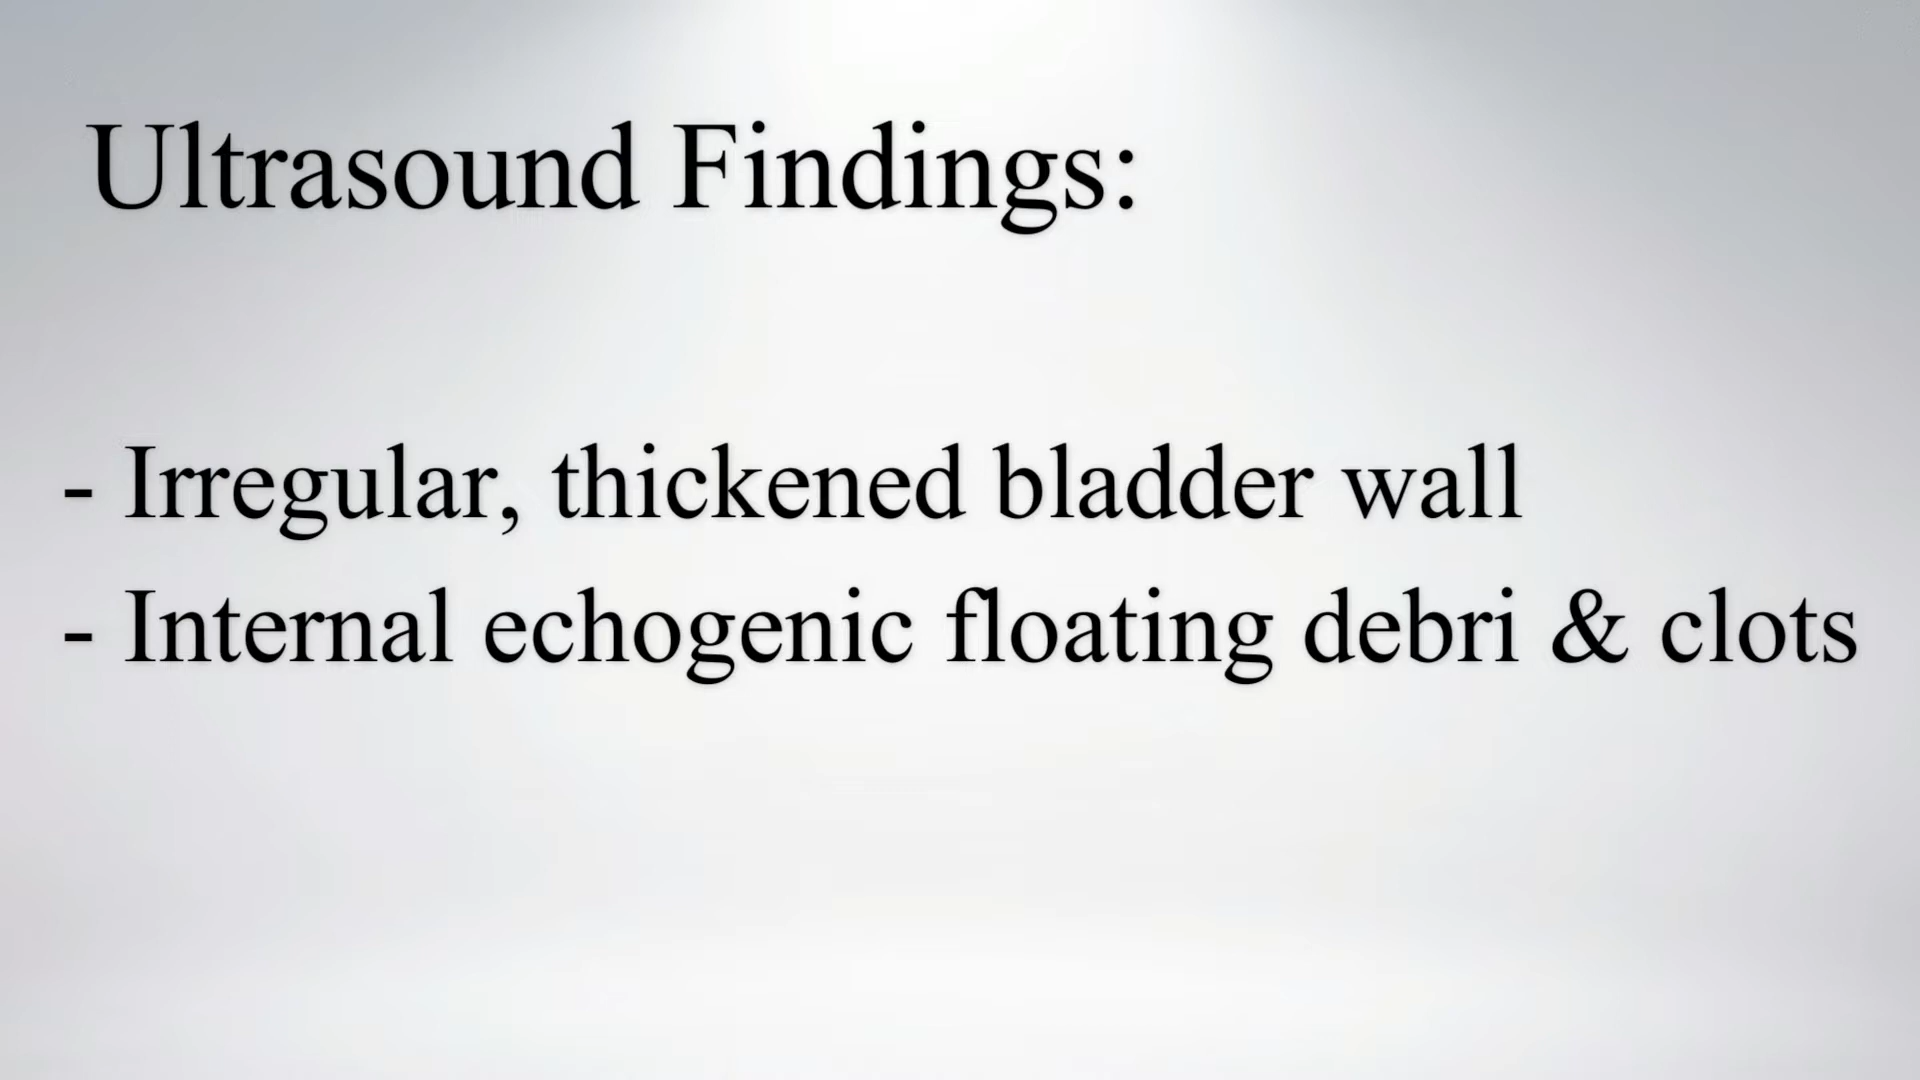 Ultrasound Findings:
- Irregular, thickened bladder wall
- Internal echogenic floating debri & clots